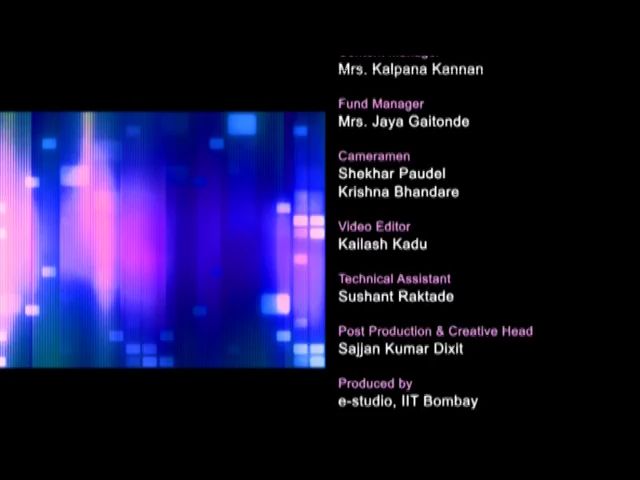 Mrs. Kalpana Kannan
Fund Manager
Mrs. Jaya Gaitonde
Cameramen
Shekhar Paudel
Krishna Bhandare
Video Editor
Kailash Kadu
Technical Assistant
Sushant Raktade
Post Production & Creative Head
Sajjan Kumar Dixit
Produced by
e-studio, IIT Bombay